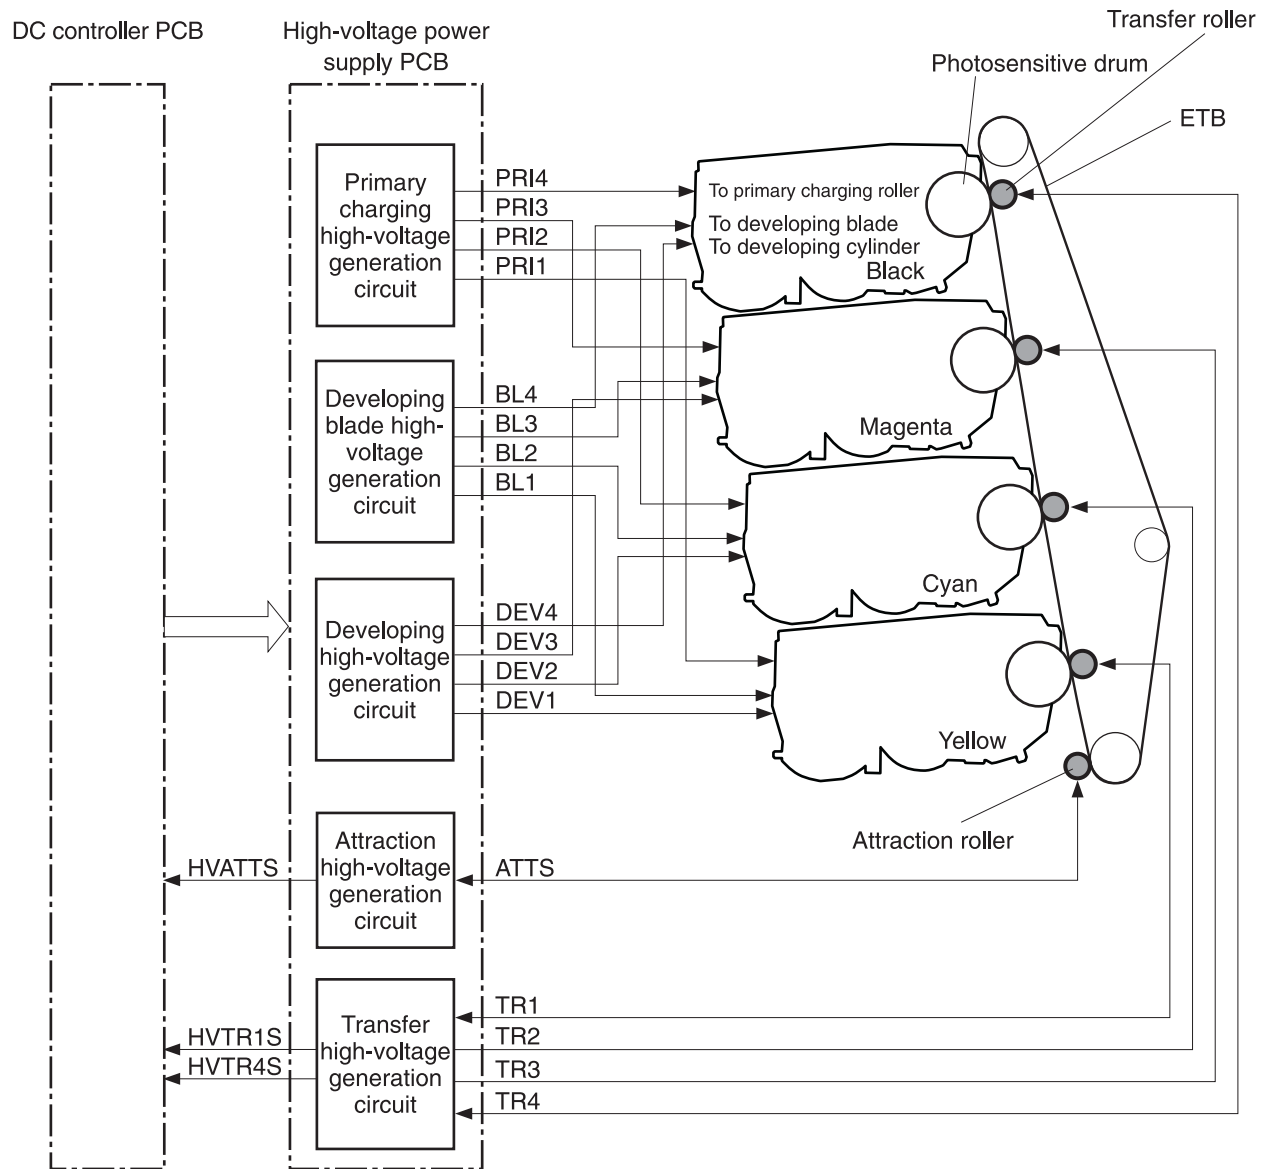 Transfer roller
DC controller PCB
High-voltage power
supply PCB
Photosensitive drum
ETB
Primary
charging
high-voltage
generation
circuit
PRI4
PRI3
PRI2
PRI1
To primary charging roller
To developing blade
To developing cylinder
Black
Developing
blade high-
voltage
generation
circuit
BL4
BL3
BL2
BL1
Magenta
Cyan
Developing
high-voltage
generation
circuit
DEV4
DEV3
DEV2
DEV1
Yellow
Attraction roller
Attraction
high-voltage
generation
circuit
HVATTS
ATTS
Transfer
high-voltage
generation
circuit
HVTR1S
HVTR4S
TR1
TR2
TR3
TR4